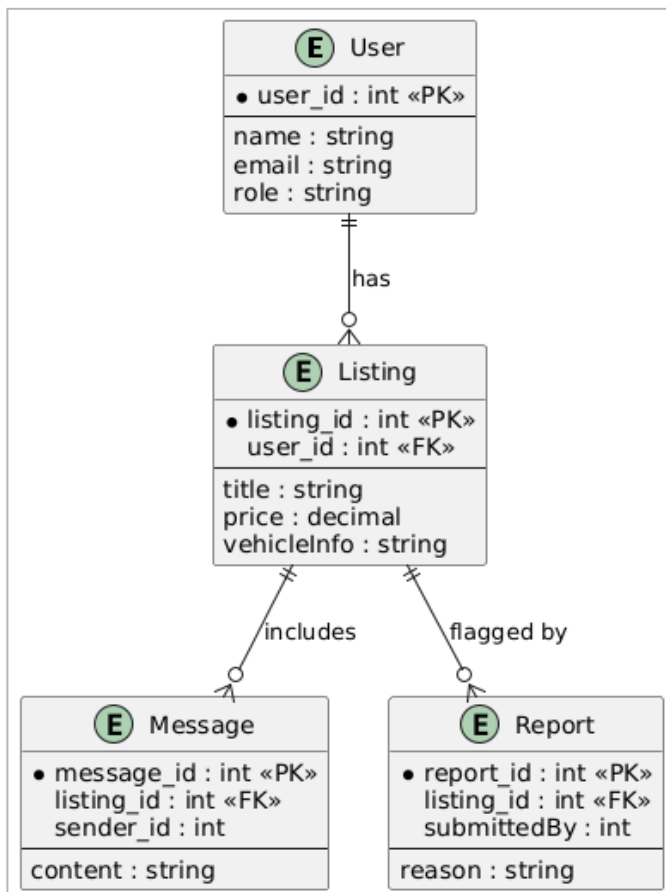 E User
* user_id : int «PK»
name : string
email : string
role : string
has
E Listing
* listing_id : int «PK»
user_id : int «FK»
title : string
price : decimal
vehicleInfo : string
includes
flagged by
E Message
* message_id : int «PK»
listing_id : int «FK»
sender_id : int
content : string
E Report
* report_id : int «PK»
listing_id : int «FK»
submittedBy : int
reason : string